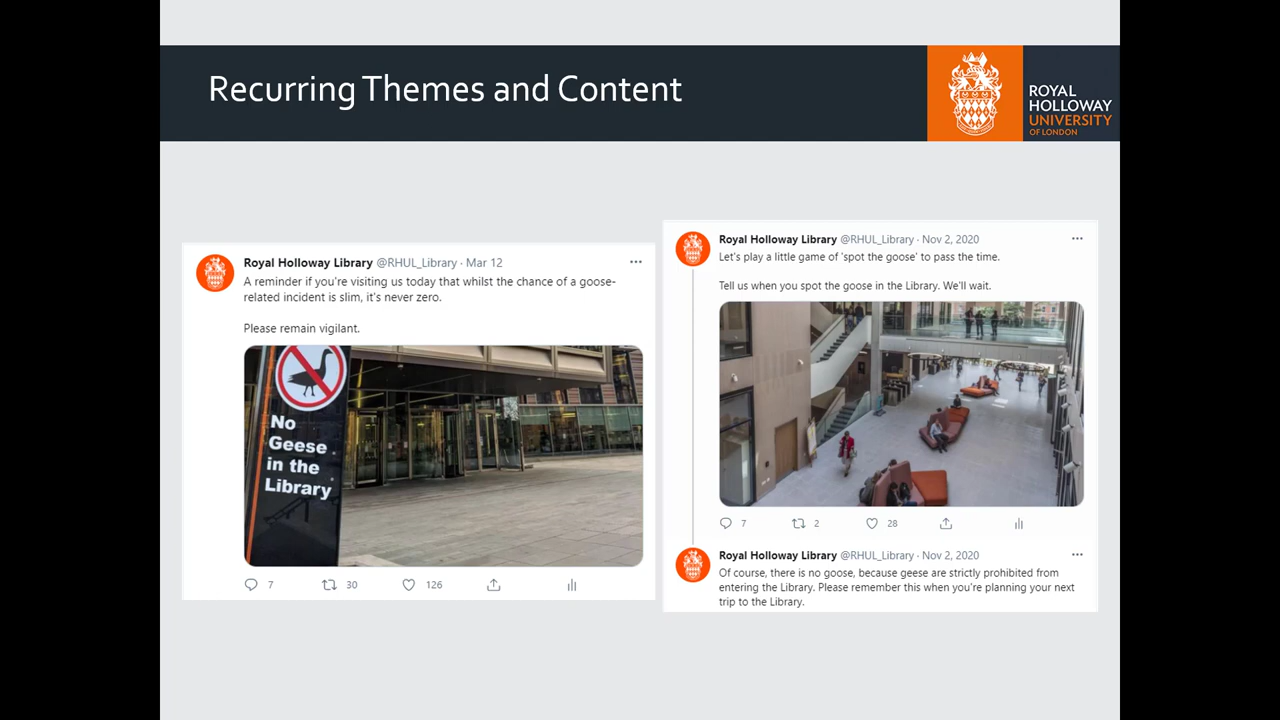 Recurring Themes and Content
ROYAL
HOLLOWAY
UNIVERSITY
OF LONDON
Royal Holloway Library @RHUL_Library · Mar 12
A reminder if you're visiting us today that whilst the chance of a goose-
related incident is slim, it's never zero.
Please remain vigilant.
No
Geese
in the
Library
7 30 126
Royal Holloway Library @RHUL_Library · Nov 2, 2020
Let's play a little game of 'spot the goose' to pass the time.
Tell us when you spot the goose in the Library. We'll wait.
7 2 28
Royal Holloway Library @RHUL_Library · Nov 2, 2020
Of course, there is no goose, because geese are strictly prohibited from
entering the Library. Please remember this when you're planning your next
trip to the Library.